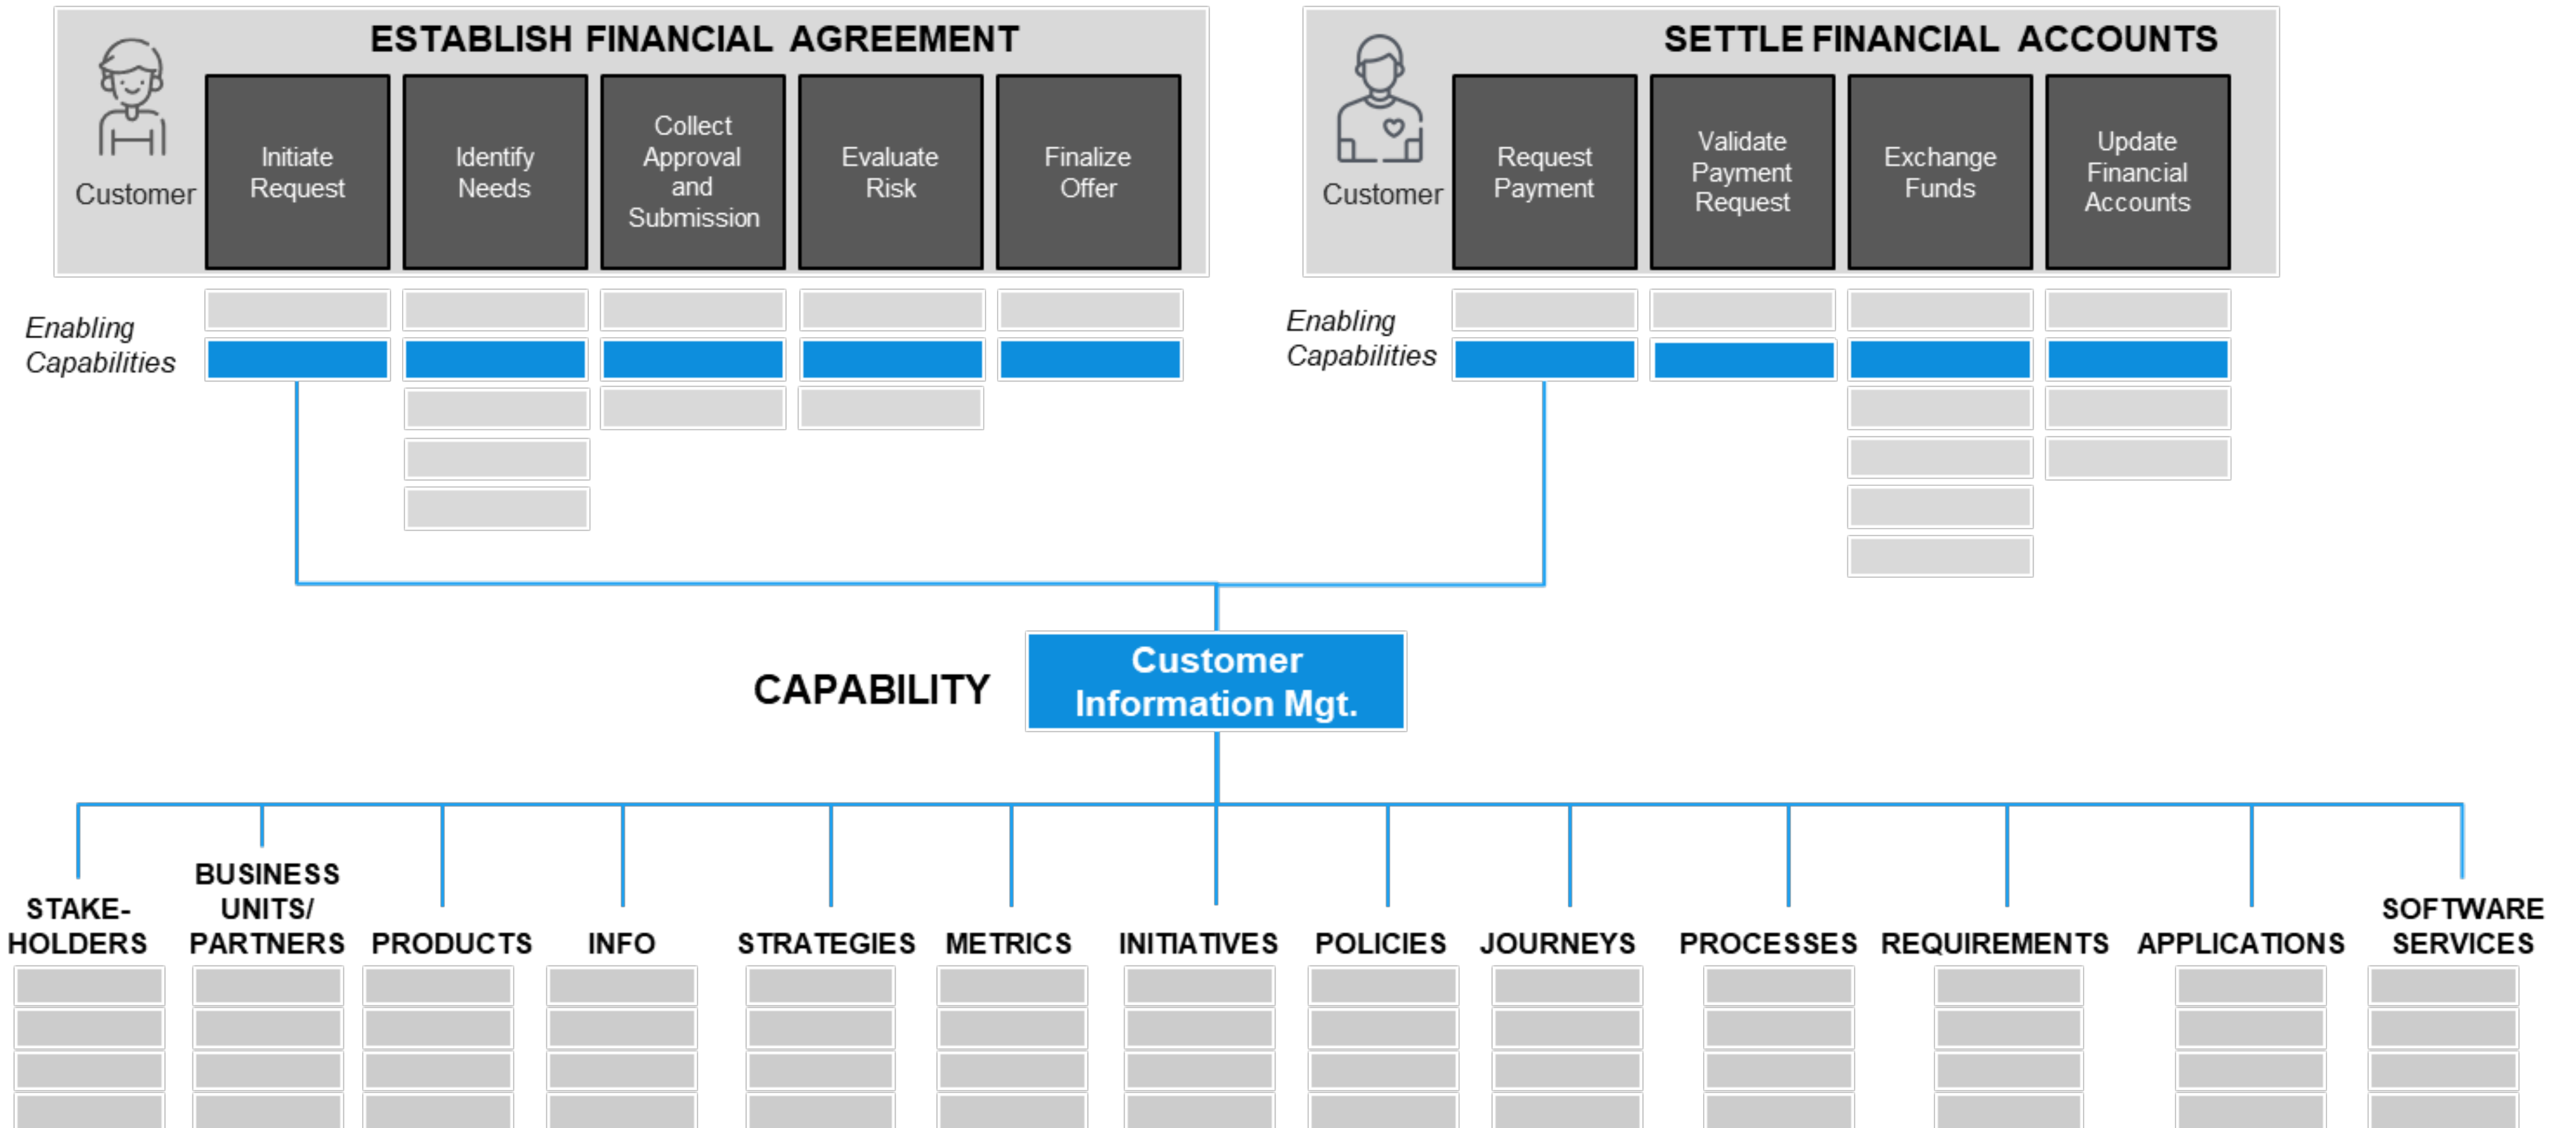 ESTABLISH FINANCIAL AGREEMENT
Customer
Initiate
Request
Identify
Needs
Collect
Approval
and
Submission
Evaluate
Risk
Finalize
Offer
Enabling
Capabilities
SETTLE FINANCIAL ACCOUNTS
Customer
Request
Payment
Validate
Payment
Request
Exchange
Funds
Update
Financial
Accounts
Enabling
Capabilities
CAPABILITY
Customer
Information Mgt.
STAKE-
HOLDERS
BUSINESS
UNITS/
PARTNERS
PRODUCTS
INFO
STRATEGIES
METRICS
INITIATIVES
POLICIES
JOURNEYS
PROCESSES
REQUIREMENTS
APPLICATIONS
SOFTWARE
SERVICES